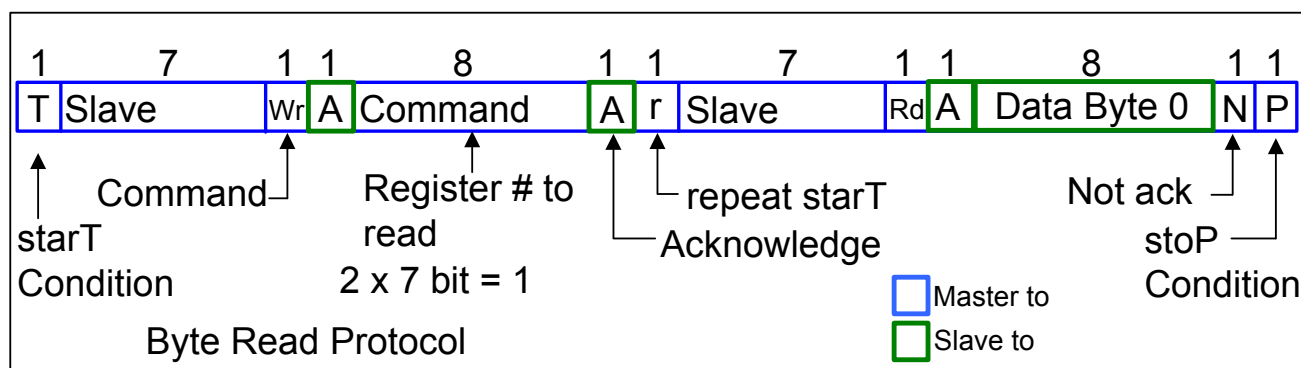 1 7 1 1 8 1 1 7 1 1 8 1 1
T Slave Wr A Command A r Slave Rd A Data Byte 0 N P
Command
Register # to
read
2 x 7 bit = 1
repeat starT
Acknowledge
Not ack
starT
Condition
stoP
Condition
Master to
Slave to
Byte Read Protocol